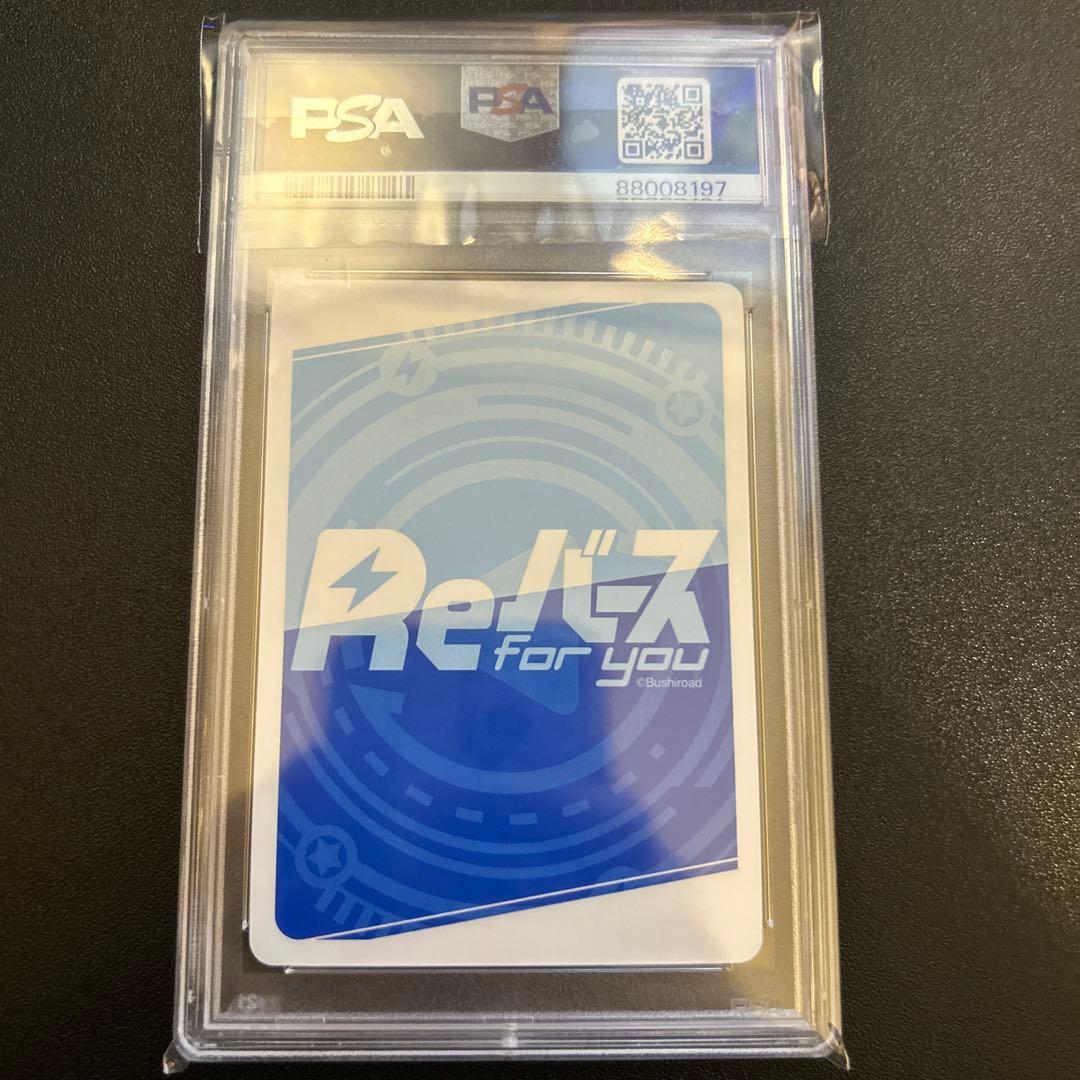 PSA
PSA
88008197
Reバース
for you
©Bushiroad